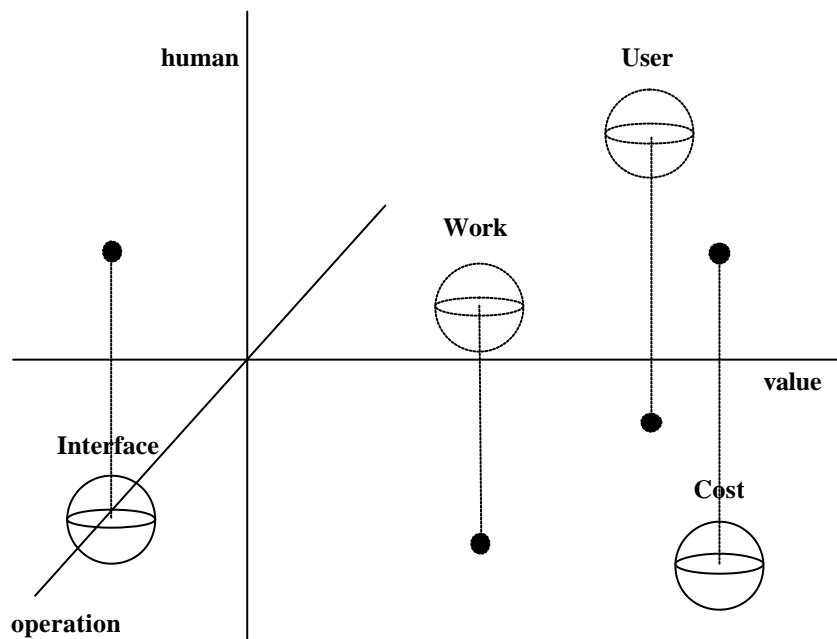 human
User
Work
value
Interface
Cost
operation